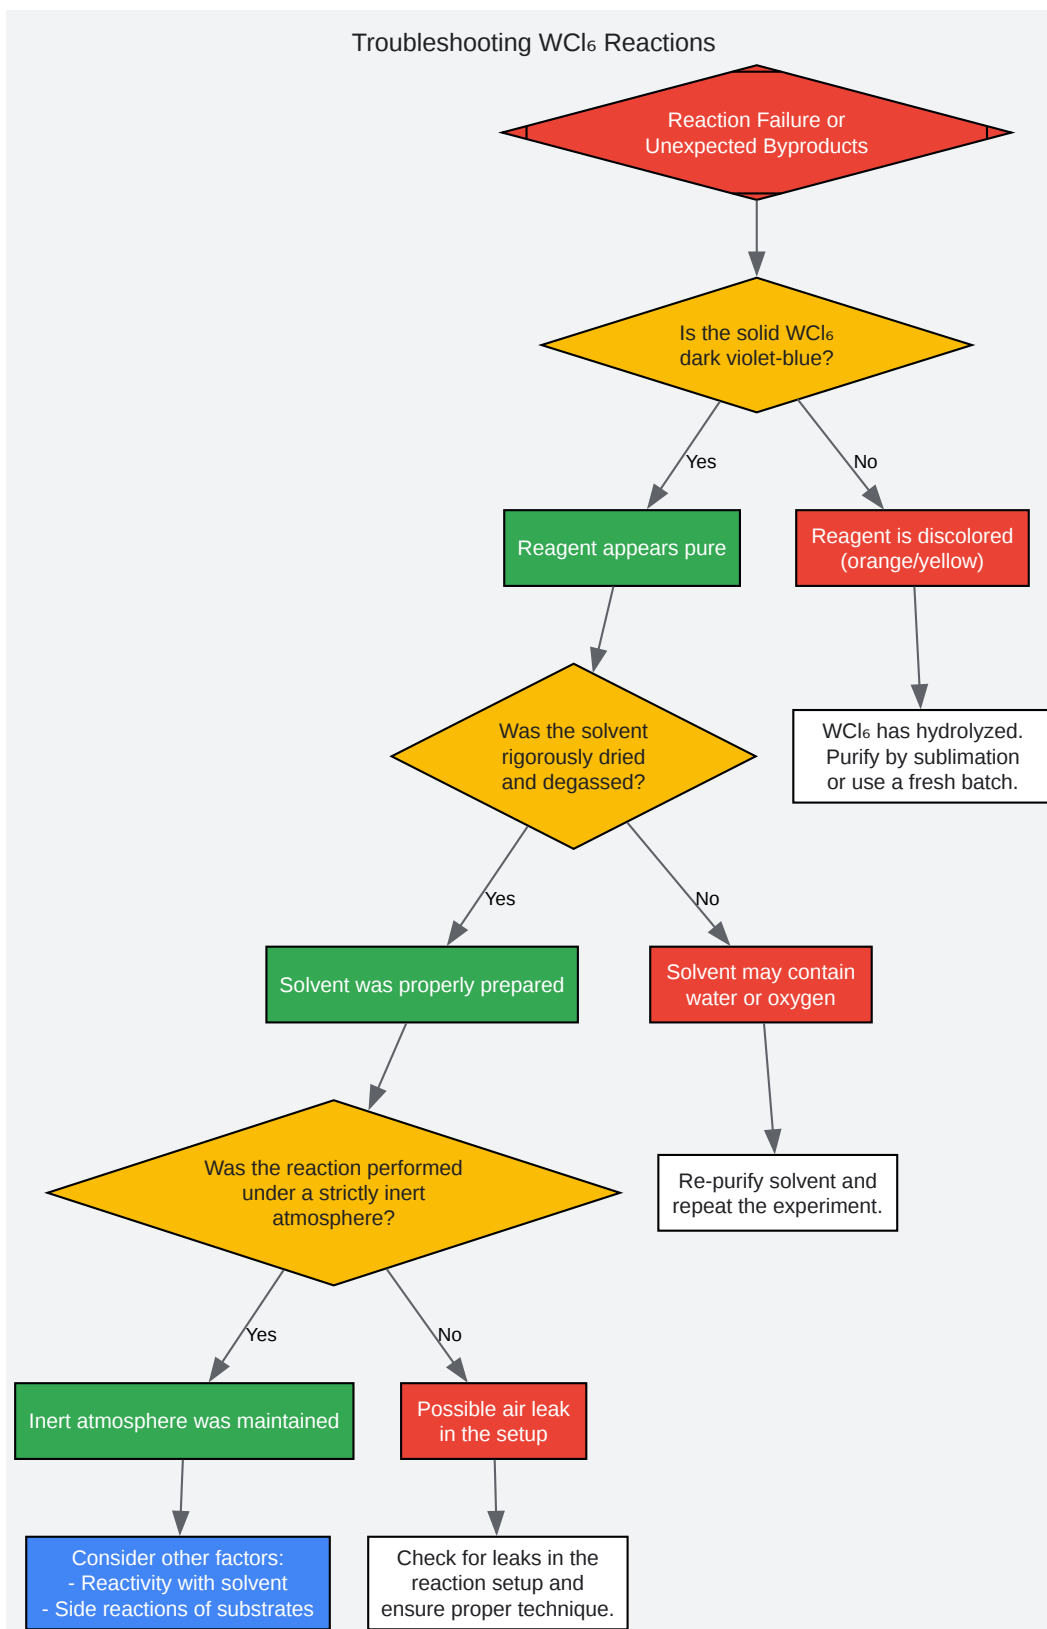 Troubleshooting WCl₆ Reactions
Reaction Failure or
Unexpected Byproducts
Is the solid WCl₆
dark violet-blue?
Yes
No
Reagent appears pure
Reagent is discolored
(orange/yellow)
Was the solvent
rigorously dried
and degassed?
WCl₆ has hydrolyzed.
Purify by sublimation
or use a fresh batch.
Yes
No
Solvent was properly prepared
Solvent may contain
water or oxygen
Was the reaction performed
under a strictly inert
atmosphere?
Re-purify solvent and
repeat the experiment.
Yes
No
Inert atmosphere was maintained
Possible air leak
in the setup
Consider other factors:
- Reactivity with solvent
- Side reactions of substrates
Check for leaks in the
reaction setup and
ensure proper technique.